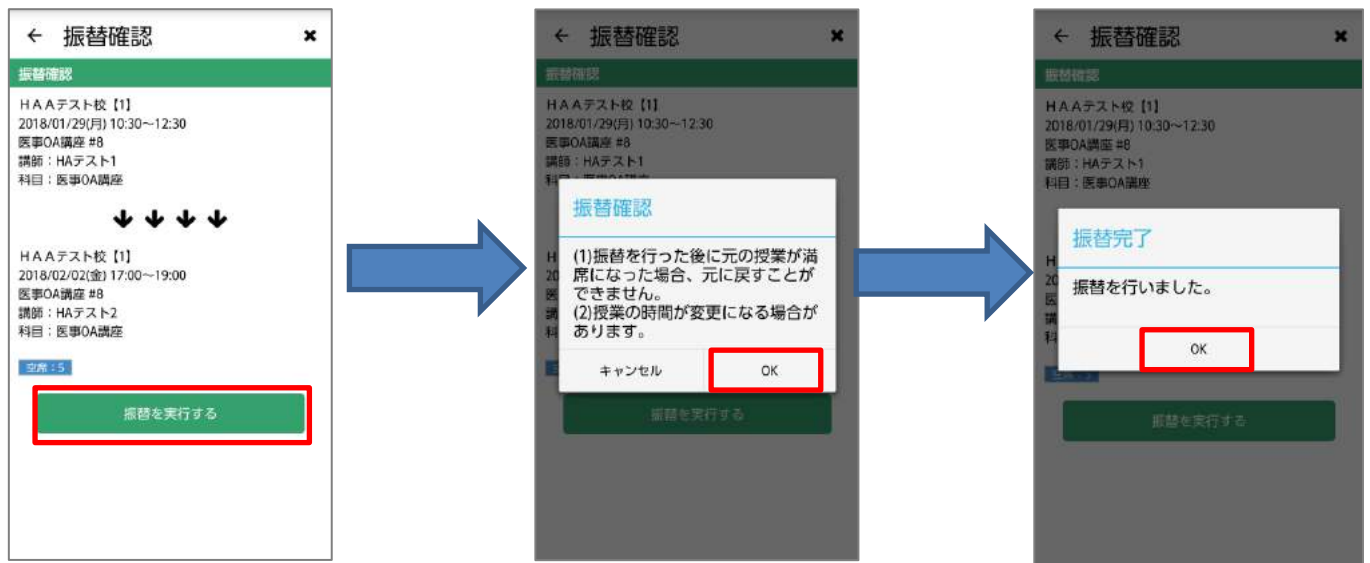 ← 振替確認 ✖
振替確認
HAAテスト校【1】
2018/01/29(月) 10:30～12:30
医事OA講座 #8
講師：HAテスト1
科目：医事OA講座
HAAテスト校【1】
2018/02/02(金) 17:00～19:00
医事OA講座 #8
講師：HAテスト2
科目：医事OA講座
空席：5
振替を実行する
← 振替確認 ✖
振替確認
HAAテスト校【1】
2018/01/29(月) 10:30～12:30
医事OA講座 #8
講師：HAテスト1
振替確認
(1)振替を行った後に元の授業が満
席になった場合、元に戻すことが
できません。
(2)授業の時間が変更になる場合が
あります。
キャンセル OK
振替を実行する
← 振替確認 ✖
振替確認
HAAテスト校【1】
2018/01/29(月) 10:30～12:30
医事OA講座 #8
講師：HAテスト1
科目：医事OA講座
振替完了
振替を行いました。
OK
振替を実行する